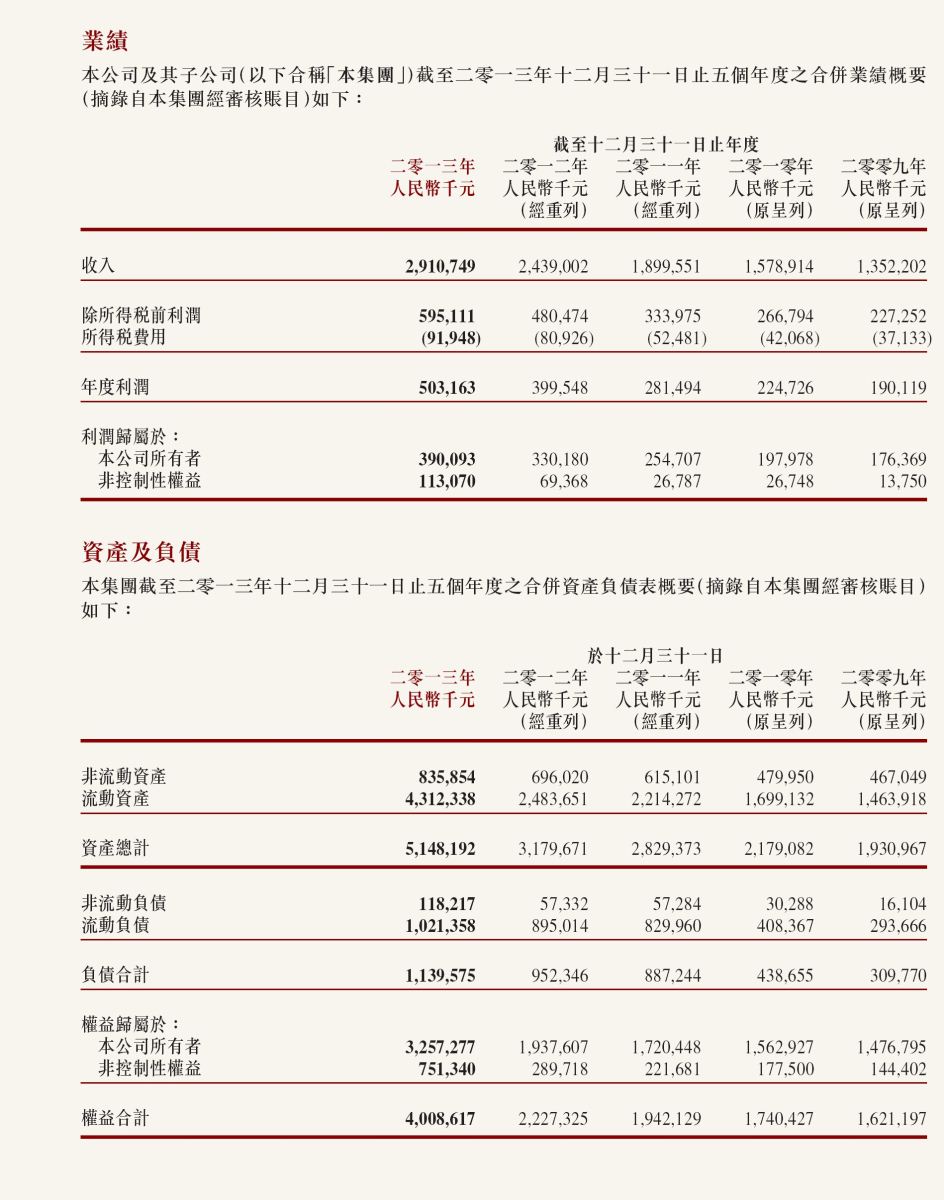 業績
本公司及其子公司(以下合稱「本集團」)截至二零一三年十二月三十一日止五個年度之合併業績概要
(摘錄自本集團經審核賬目)如下：
截至十二月三十一日止年度
二零一三年 二零一二年 二零一一年 二零一零年 二零零九年
人民幣千元 人民幣千元 人民幣千元 人民幣千元 人民幣千元
(經重列) (經重列) (原呈列) (原呈列)
收入 2,910,749 2,439,002 1,899,551 1,578,914 1,352,202
除所得稅前利潤 595,111 480,474 333,975 266,794 227,252
所得稅費用 (91,948) (80,926) (52,481) (42,068) (37,133)
年度利潤 503,163 399,548 281,494 224,726 190,119
利潤歸屬於：
本公司所有者 390,093 330,180 254,707 197,978 176,369
非控制性權益 113,070 69,368 26,787 26,748 13,750
資產及負債
本集團截至二零一三年十二月三十一日止五個年度之合併資產負債表概要(摘錄自本集團經審核賬目)
如下：
於十二月三十一日
二零一三年 二零一二年 二零一一年 二零一零年 二零零九年
人民幣千元 人民幣千元 人民幣千元 人民幣千元 人民幣千元
(經重列) (經重列) (原呈列) (原呈列)
非流動資產 835,854 696,020 615,101 479,950 467,049
流動資產 4,312,338 2,483,651 2,214,272 1,699,132 1,463,918
資產總計 5,148,192 3,179,671 2,829,373 2,179,082 1,930,967
非流動負債 118,217 57,332 57,284 30,288 16,104
流動負債 1,021,358 895,014 829,960 408,367 293,666
負債合計 1,139,575 952,346 887,244 438,655 309,770
權益歸屬於：
本公司所有者 3,257,277 1,937,607 1,720,448 1,562,927 1,476,795
非控制性權益 751,340 289,718 221,681 177,500 144,402
權益合計 4,008,617 2,227,325 1,942,129 1,740,427 1,621,197